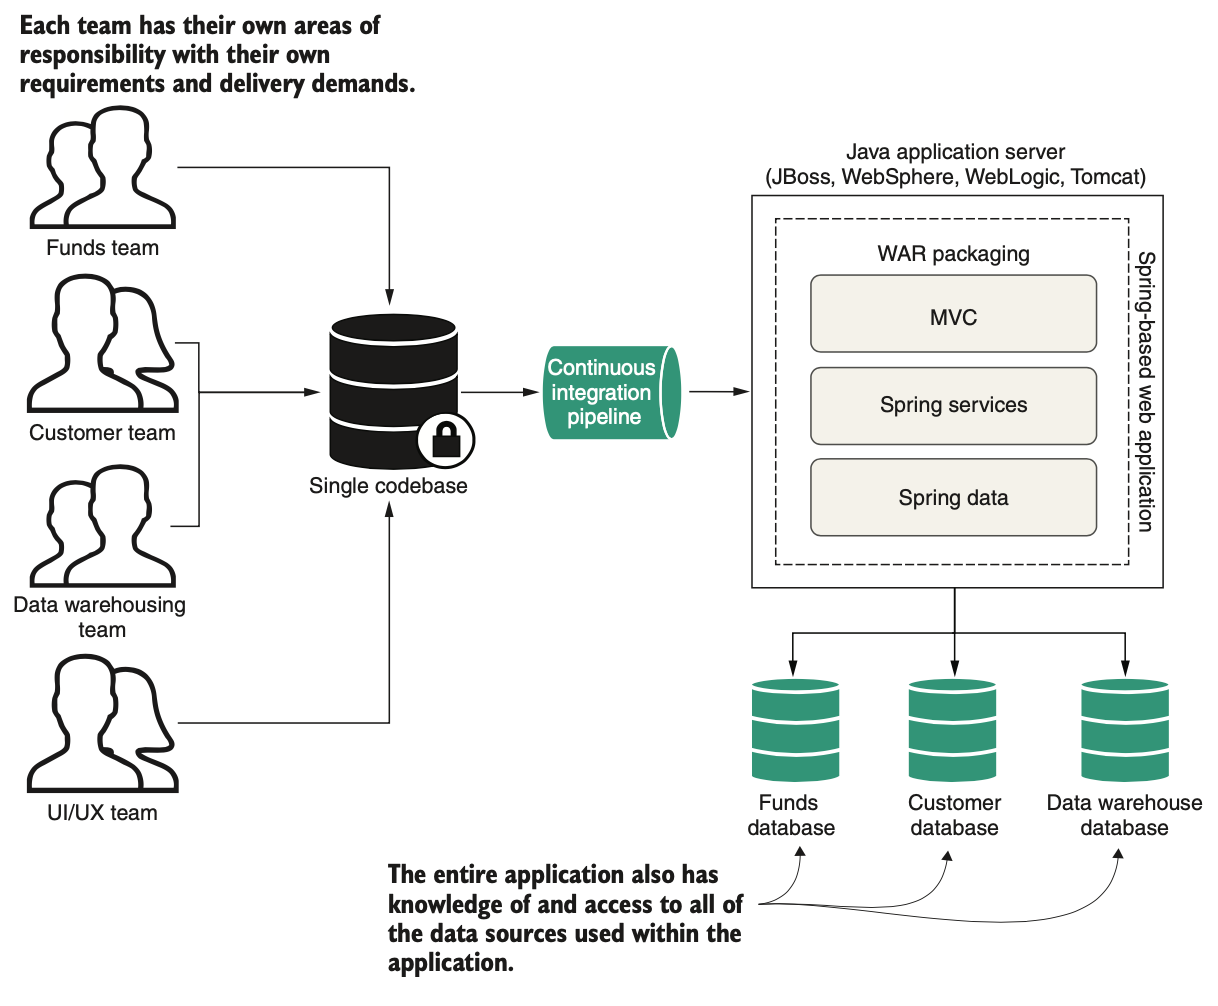 Each team has their own areas of
responsibility with their own
requirements and delivery demands.
Funds team
Customer team
Data warehousing
team
UI/UX team
Single codebase
Continuous
integration
pipeline
Java application server
(JBoss, WebSphere, WebLogic, Tomcat)
WAR packaging
MVC
Spring services
Spring data
Spring-based web application
Funds
database
Customer
database
Data warehouse
database
The entire application also has
knowledge of and access to all of
the data sources used within the
application.